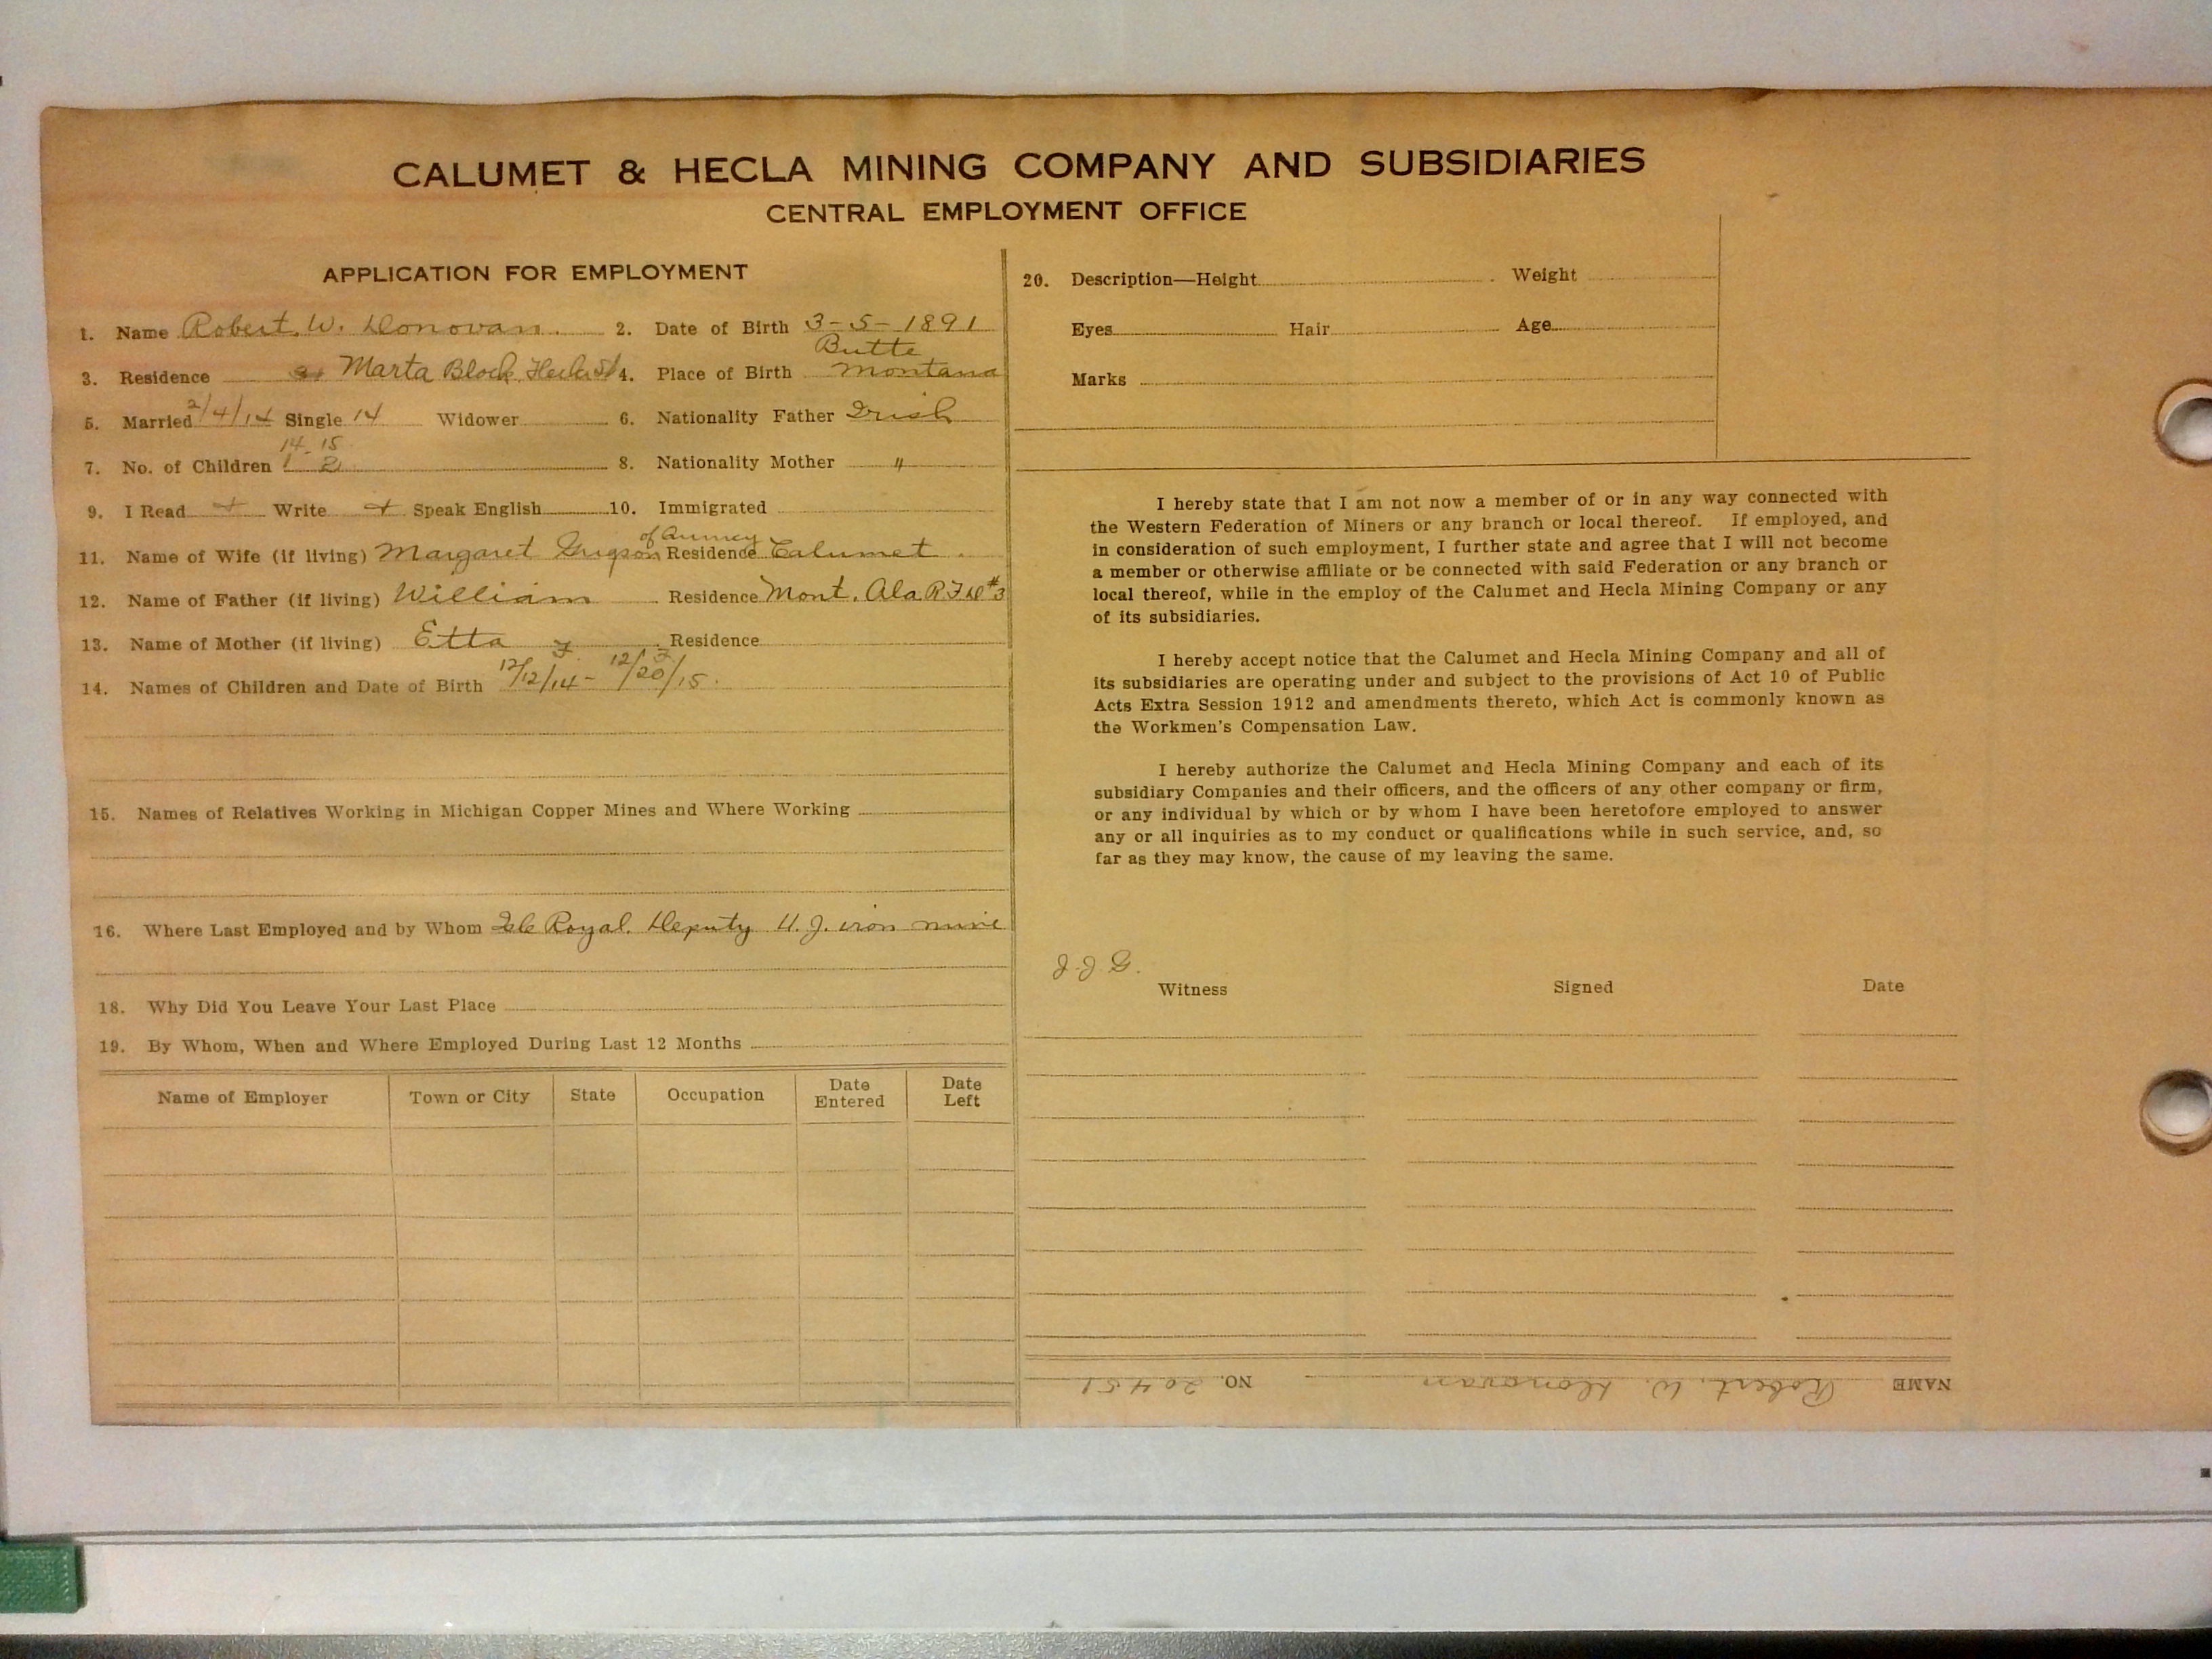 CALUMET & HECLA MINING COMPANY AND SUBSIDIARIES
CENTRAL EMPLOYMENT OFFICE
APPLICATION FOR EMPLOYMENT
1. Name Robert W. Donovan. 2. Date of Birth 3-5-1891
3. Residence Marta Block Hecla St 4. Place of Birth Butte Montana
5. Married 2/4/14 Single 14 Widower 6. Nationality Father Irish
14 - 15
7. No. of Children 1 2 8. Nationality Mother "
9. I Read + Write + Speak English 10. Immigrated
11. Name of Wife (if living) Margaret of Residence Calumet.
12. Name of Father (if living) William Residence Mont. Ala R.F.D #3
13. Name of Mother (if living) Etta Residence
F. F
14. Names of Children and Date of Birth 12/12/14 - 12/20/15.
15. Names of Relatives Working in Michigan Copper Mines and Where Working
16. Where Last Employed and by Whom Isle Royal. Deputy iron mine
18. Why Did You Leave Your Last Place
19. By Whom, When and Where Employed During Last 12 Months
Name of Employer Town or City State Occupation Date Entered Date Left
20. Description—Height Weight
Eyes Hair Age
Marks
I hereby state that I am not now a member of or in any way connected with
the Western Federation of Miners or any branch or local thereof. If employed, and
in consideration of such employment, I further state and agree that I will not become
a member or otherwise affiliate or be connected with said Federation or any branch or
local thereof, while in the employ of the Calumet and Hecla Mining Company or any
of its subsidiaries.
I hereby accept notice that the Calumet and Hecla Mining Company and all of
its subsidiaries are operating under and subject to the provisions of Act 10 of Public
Acts Extra Session 1912 and amendments thereto, which Act is commonly known as
the Workmen's Compensation Law.
I hereby authorize the Calumet and Hecla Mining Company and each of its
subsidiary Companies and their officers, and the officers of any other company or firm,
or any individual by which or by whom I have been heretofore employed to answer
any or all inquiries as to my conduct or qualifications while in such service, and, so
far as they may know, the cause of my leaving the same.
J.J.G.
Witness Signed Date
NAME Robert. W. Donovan NO. 20451